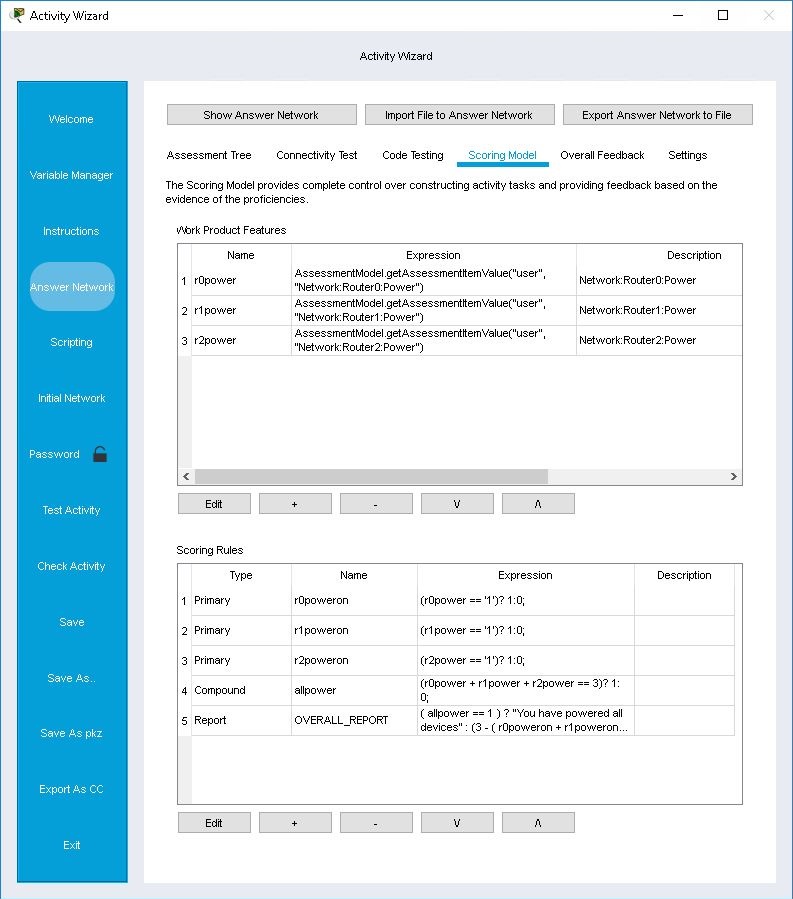 Activity Wizard
Activity Wizard
Welcome
Variable Manager
Instructions
Answer Network
Scripting
Initial Network
Password
Test Activity
Check Activity
Save
Save As..
Save As pkz
Export As CC
Exit
Show Answer Network
Import File to Answer Network
Export Answer Network to File
Assessment Tree
Connectivity Test
Code Testing
Scoring Model
Overall Feedback
Settings
The Scoring Model provides complete control over constructing activity tasks and providing feedback based on the
evidence of the proficiencies.
Work Product Features
Name Expression Description
1 r0power AssessmentModel.getAssessmentItemValue("user",
"Network:Router0:Power") Network:Router0:Power
2 r1power AssessmentModel.getAssessmentItemValue("user",
"Network:Router1:Power") Network:Router1:Power
3 r2power AssessmentModel.getAssessmentItemValue("user",
"Network:Router2:Power") Network:Router2:Power
Edit + - \/ /\
Scoring Rules
Type Name Expression Description
1 Primary r0poweron (r0power == '1')? 1:0;
2 Primary r1poweron (r1power == '1')? 1:0;
3 Primary r2poweron (r2power == '1')? 1:0;
4 Compound allpower (r0power + r1power + r2power == 3)? 1:
0;
5 Report OVERALL_REPORT ( allpower == 1 ) ? "You have powered all
devices" : (3 - ( r0poweron + r1poweron...
Edit + - \/ /\